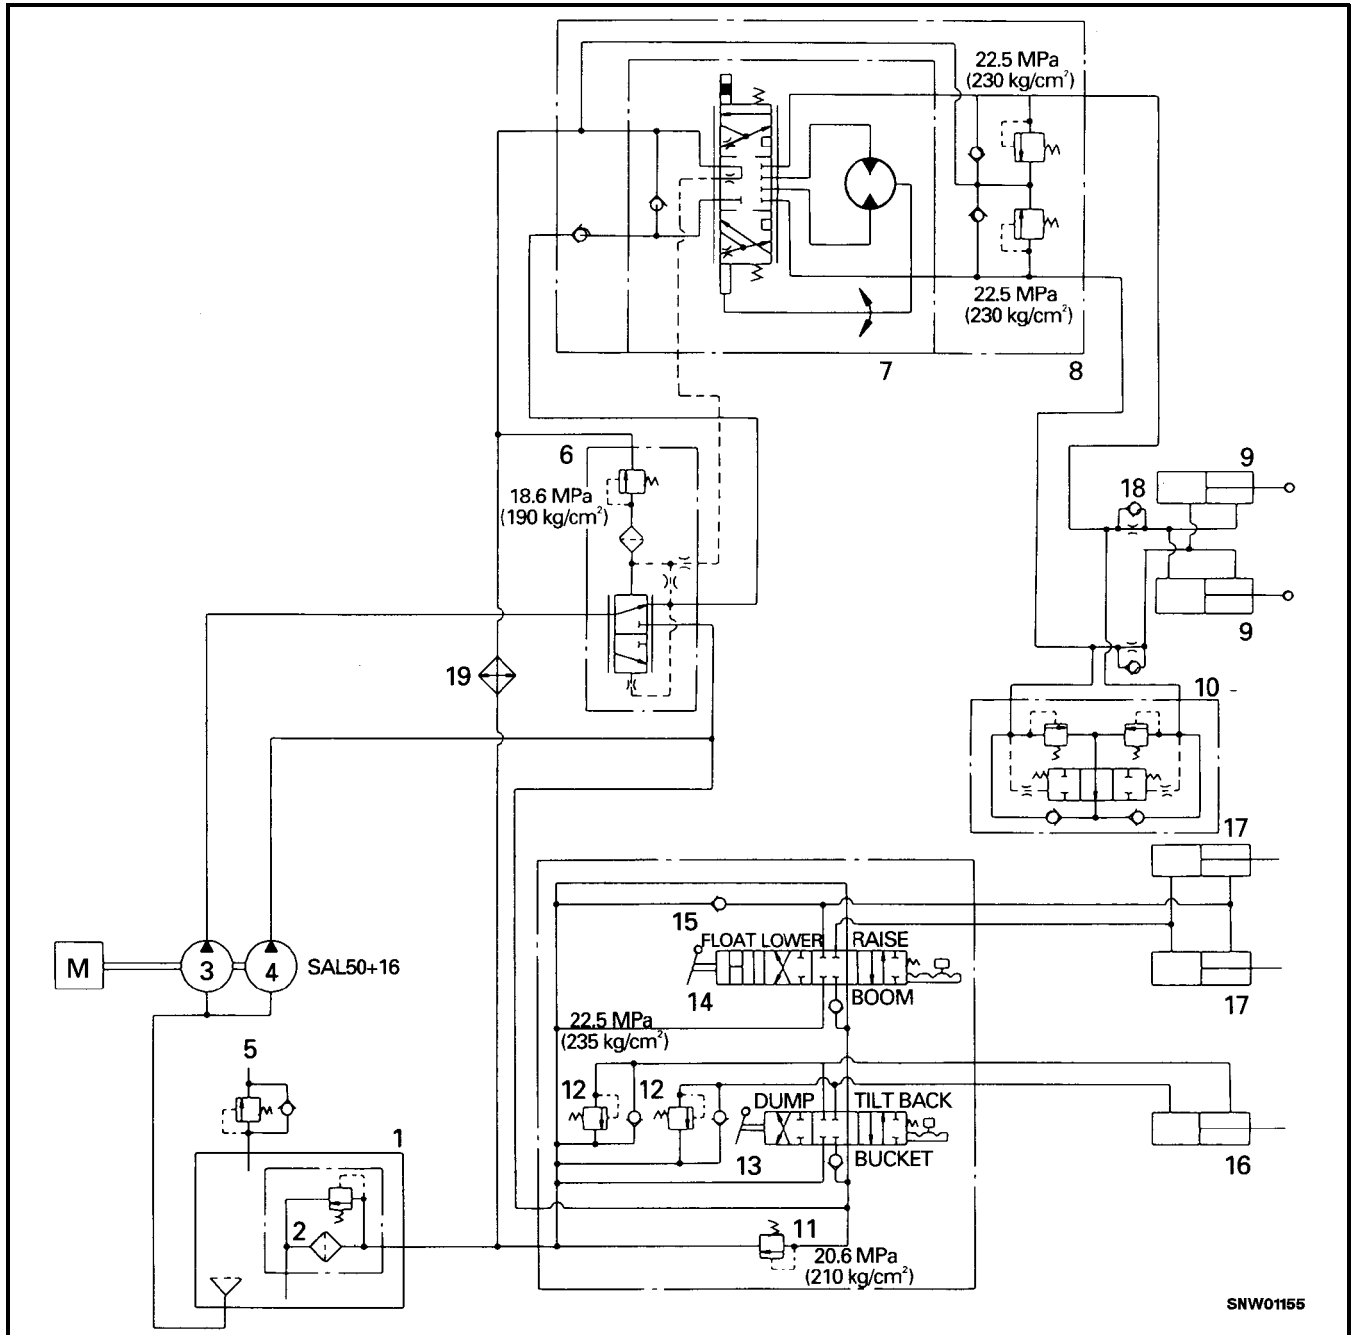 22.5 MPa
(230 kg/cm²)
22.5 MPa
(230 kg/cm²)
7
8
6
18.6 MPa
(190 kg/cm²)
9
18
9
19
10
17
15
FLOAT LOWER RAISE
M
3
4
SAL50+16
14
BOOM
17
22.5 MPa
(235 kg/cm²)
5
12
12
DUMP
TILT BACK
1
13
BUCKET
16
2
11
20.6 MPa
(210 kg/cm²)
SNW01155